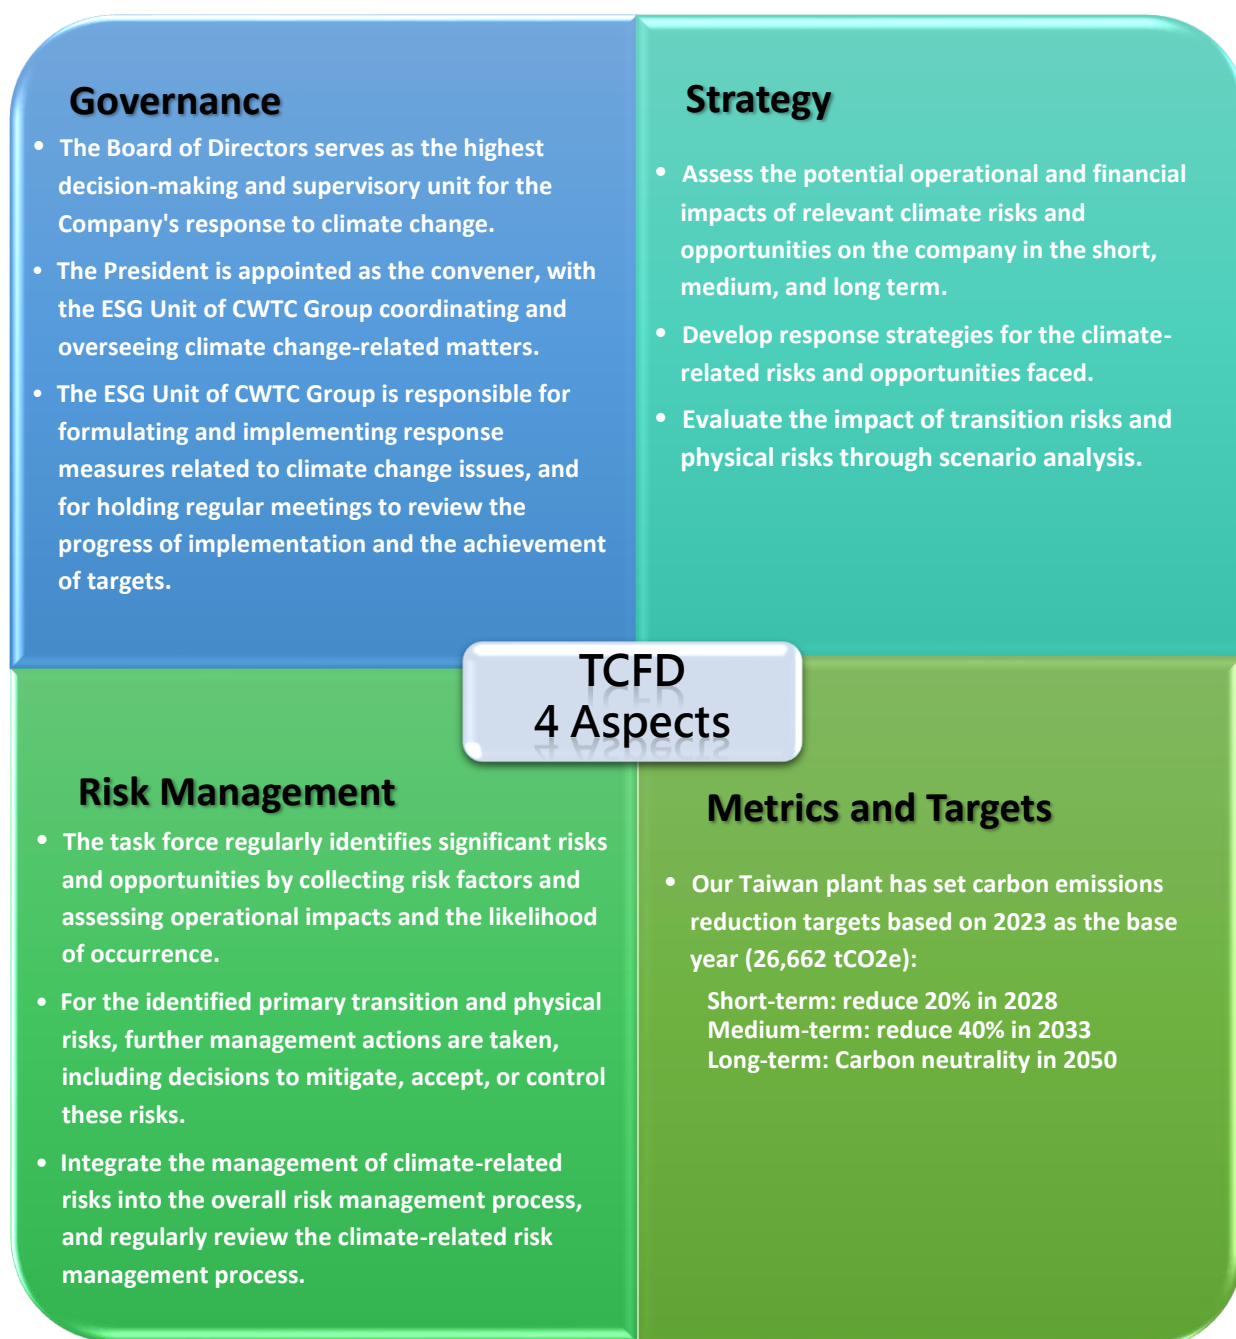 Governance
• The Board of Directors serves as the highest
decision-making and supervisory unit for the
Company's response to climate change.
• The President is appointed as the convener, with
the ESG Unit of CWTC Group coordinating and
overseeing climate change-related matters.
• The ESG Unit of CWTC Group is responsible for
formulating and implementing response
measures related to climate change issues, and
for holding regular meetings to review the
progress of implementation and the achievement
of targets.
Strategy
• Assess the potential operational and financial
impacts of relevant climate risks and
opportunities on the company in the short,
medium, and long term.
• Develop response strategies for the climate-
related risks and opportunities faced.
• Evaluate the impact of transition risks and
physical risks through scenario analysis.
TCFD
4 Aspects
Risk Management
• The task force regularly identifies significant risks
and opportunities by collecting risk factors and
assessing operational impacts and the likelihood
of occurrence.
• For the identified primary transition and physical
risks, further management actions are taken,
including decisions to mitigate, accept, or control
these risks.
• Integrate the management of climate-related
risks into the overall risk management process,
and regularly review the climate-related risk
management process.
Metrics and Targets
• Our Taiwan plant has set carbon emissions
reduction targets based on 2023 as the base
year (26,662 tCO2e):
Short-term: reduce 20% in 2028
Medium-term: reduce 40% in 2033
Long-term: Carbon neutrality in 2050